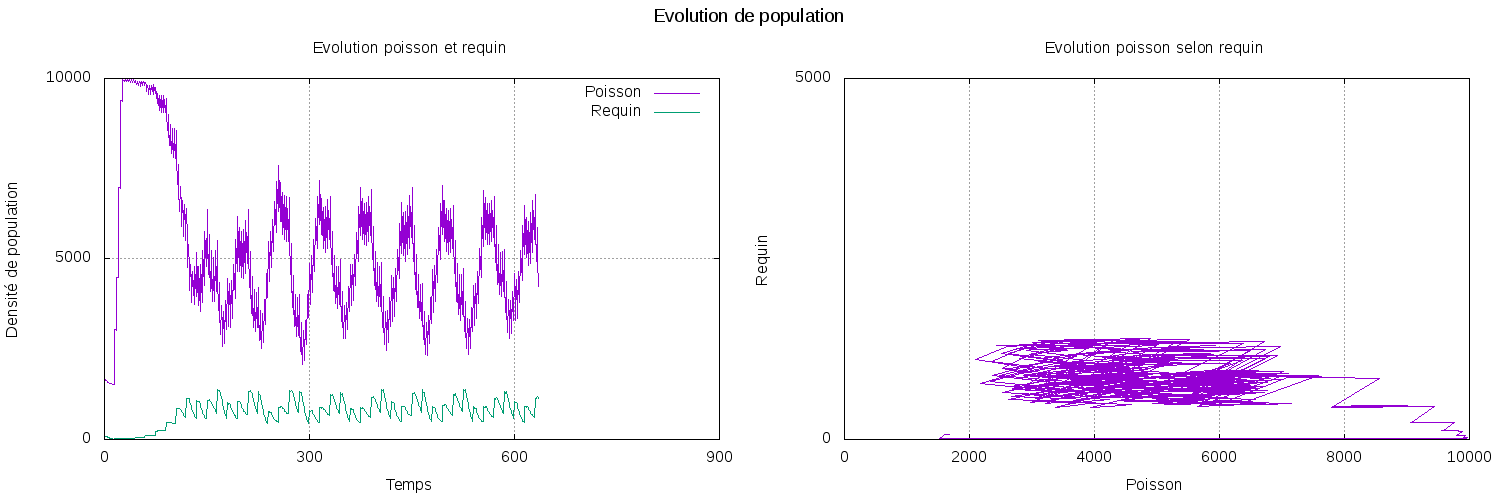 Evolution de population
Evolution poisson et requin
10000
5000
0
0
300
600
900
Densité de population
Temps
Poisson
Requin
Evolution poisson selon requin
5000
0
0
2000
4000
6000
8000
10000
Requin
Poisson